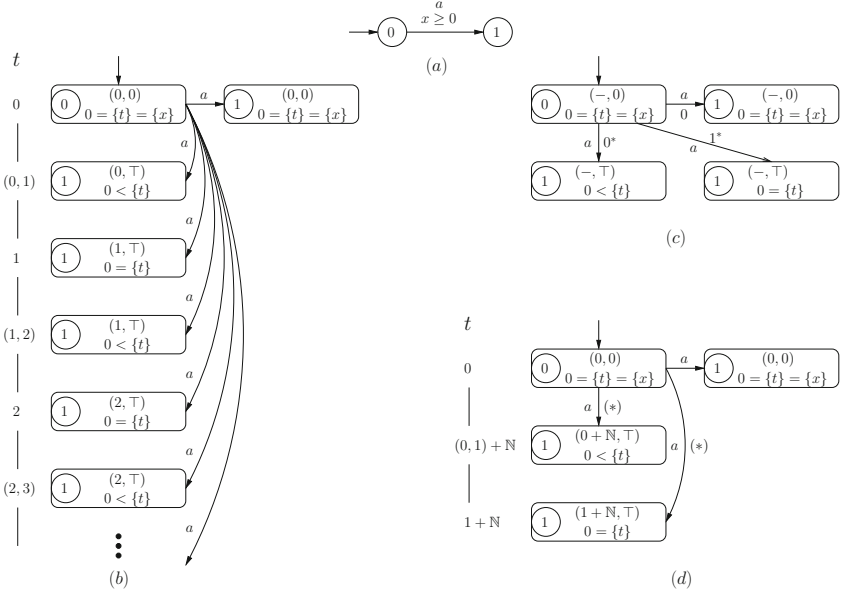 a
x ≥ 0
0
1
(a)
t
0
0
(0, 0)
0 = {t} = {x}
a
1
(0, 0)
0 = {t} = {x}
a
(0, 1)
1
(0, ⊤)
0 < {t}
a
1
1
(1, ⊤)
0 = {t}
a
(1, 2)
1
(1, ⊤)
0 < {t}
a
2
1
(2, ⊤)
0 = {t}
a
(2, 3)
1
(2, ⊤)
0 < {t}
a
(b)
0
(−, 0)
0 = {t} = {x}
a
0
1
(−, 0)
0 = {t} = {x}
a 0*
a 1*
1
(−, ⊤)
0 < {t}
1
(−, ⊤)
0 = {t}
(c)
t
0
0
(0, 0)
0 = {t} = {x}
a
1
(0, 0)
0 = {t} = {x}
a (*)
(0, 1) + ℕ
1
(0 + ℕ, ⊤)
0 < {t}
a (*)
1 + ℕ
1
(1 + ℕ, ⊤)
0 = {t}
(d)